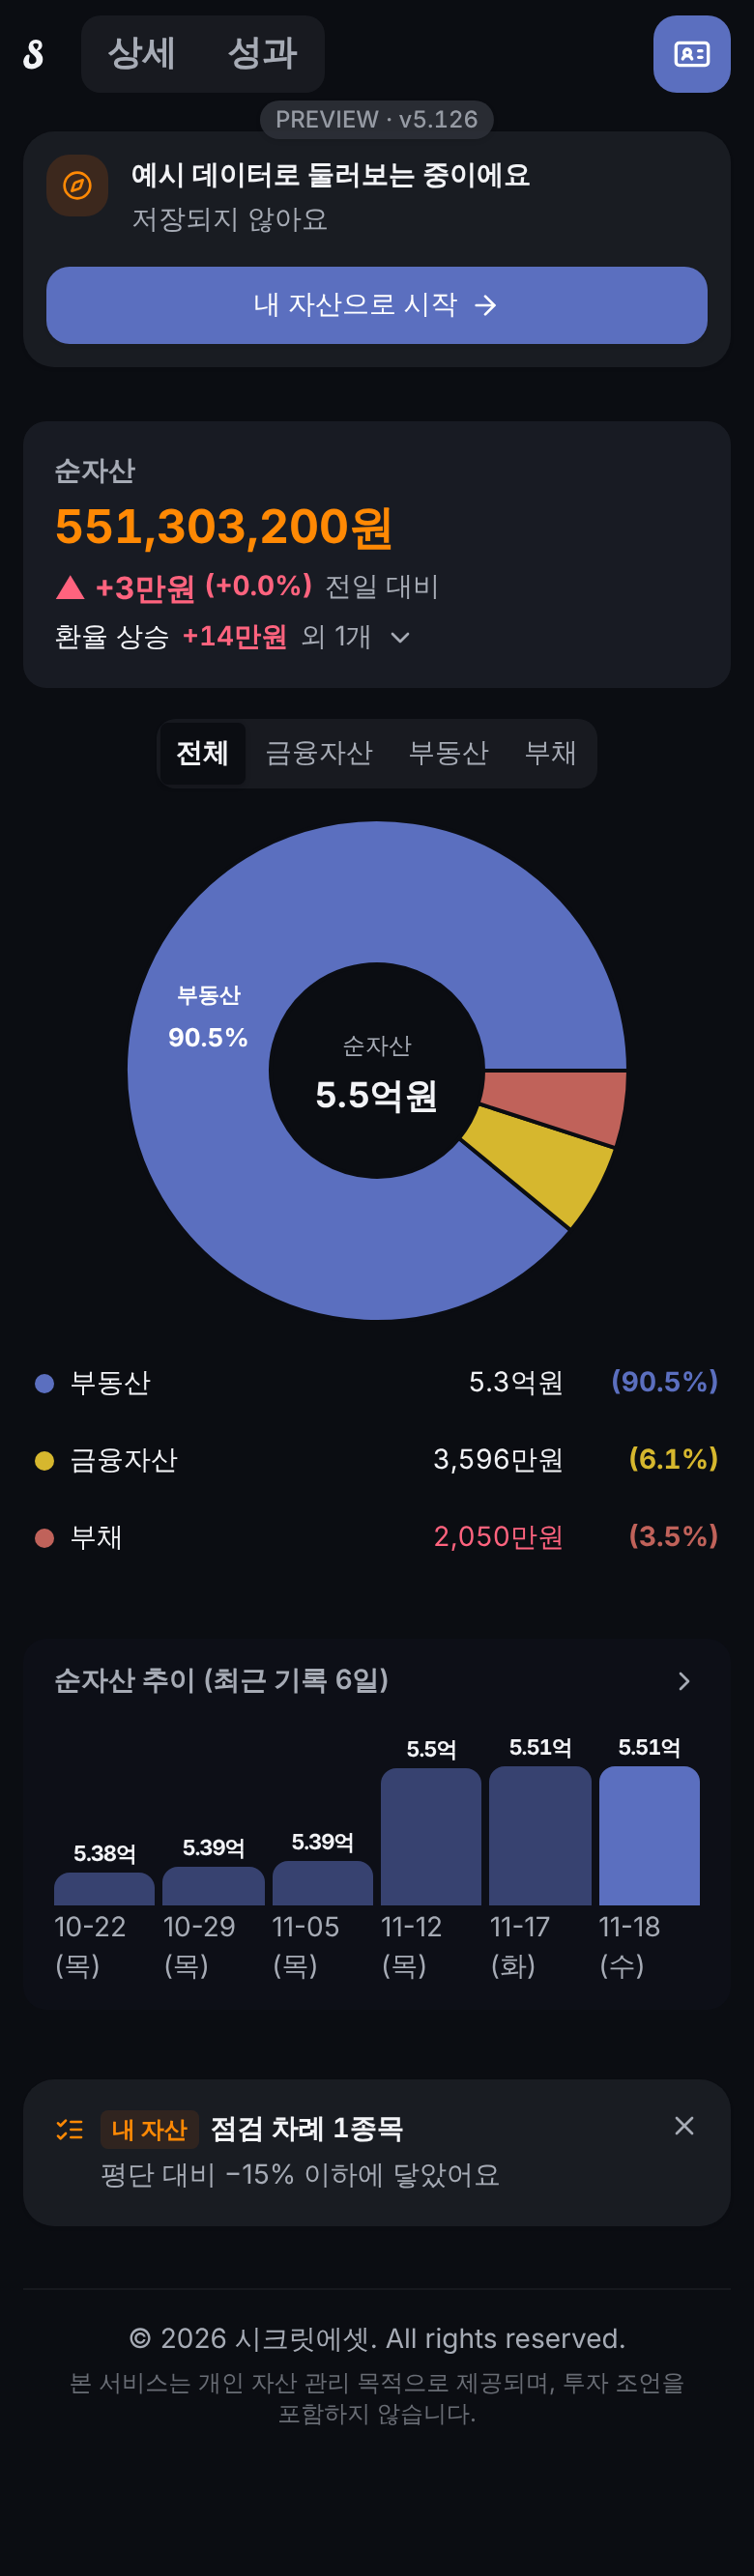 S
상세 성과
PREVIEW · v5.126
예시 데이터로 둘러보는 중이에요
저장되지 않아요
내 자산으로 시작 →
순자산
551,303,200원
▲ +3만원 (+0.0%) 전일 대비
환율 상승 +14만원 외 1개
전체 금융자산 부동산 부채
부동산
90.5%
순자산
5.5억원
부동산 5.3억원 (90.5%)
금융자산 3,596만원 (6.1%)
부채 2,050만원 (3.5%)
순자산 추이 (최근 기록 6일)
5.38억 5.39억 5.39억 5.5억 5.51억 5.51억
10-22 10-29 11-05 11-12 11-17 11-18
(목) (목) (목) (목) (화) (수)
내 자산 점검 차례 1종목
평단 대비 −15% 이하에 닿았어요
© 2026 시크릿에셋. All rights reserved.
본 서비스는 개인 자산 관리 목적으로 제공되며, 투자 조언을
포함하지 않습니다.